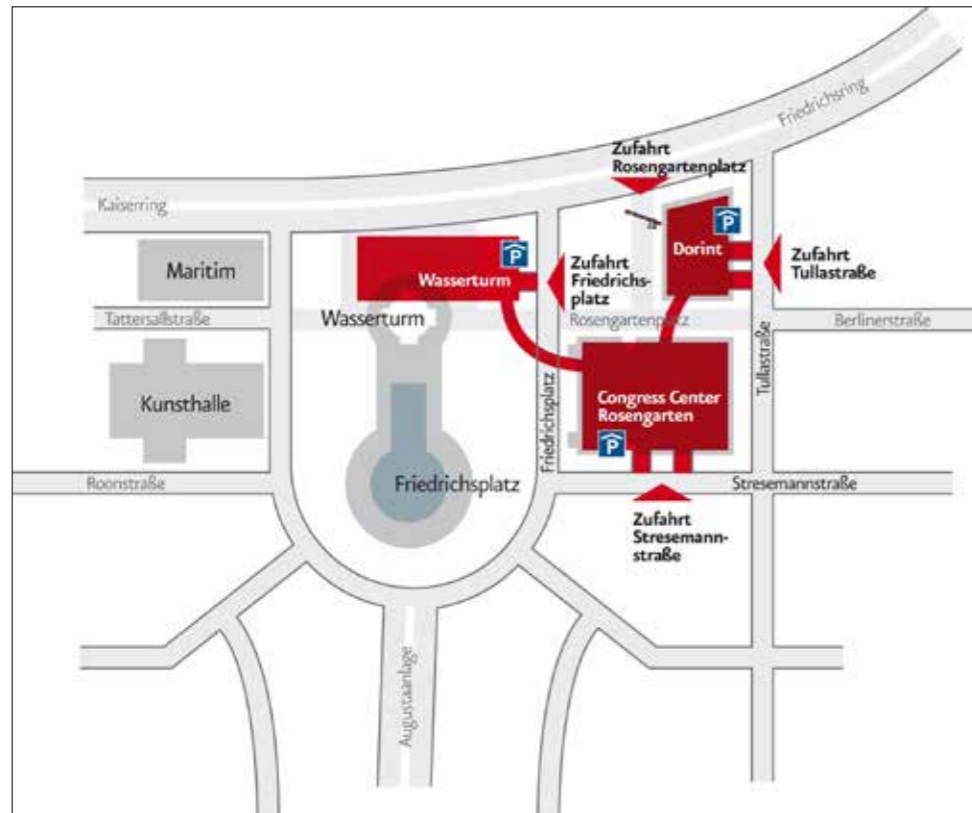 Friedrichsring
Zufahrt
Rosengartenplatz
Kaiserring
P
Dorint
Maritim
P
Wasserturm
Zufahrt
Friedrichs-
platz
Zufahrt
Tullastraße
Tattersallstraße
Wasserturm
Rosengartenplatz
Berlinerstraße
Tullastraße
Kunsthalle
Friedrichsplatz
Congress Center
Rosengarten
P
Roonstraße
Friedrichsplatz
Stresemannstraße
Zufahrt
Stresemann-
straße
Augustaanlage